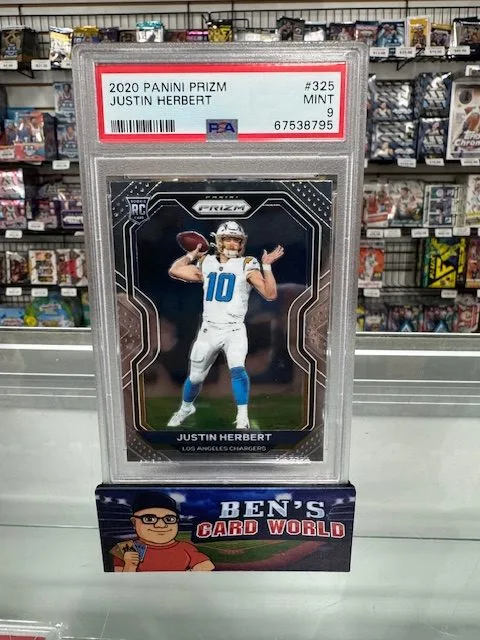 2020 PANINI PRIZM #325
JUSTIN HERBERT MINT
9
PSA 67538795
RC
PANINI
PRIZM
10
JUSTIN HERBERT
LOS ANGELES CHARGERS
BEN'S
CARD WORLD